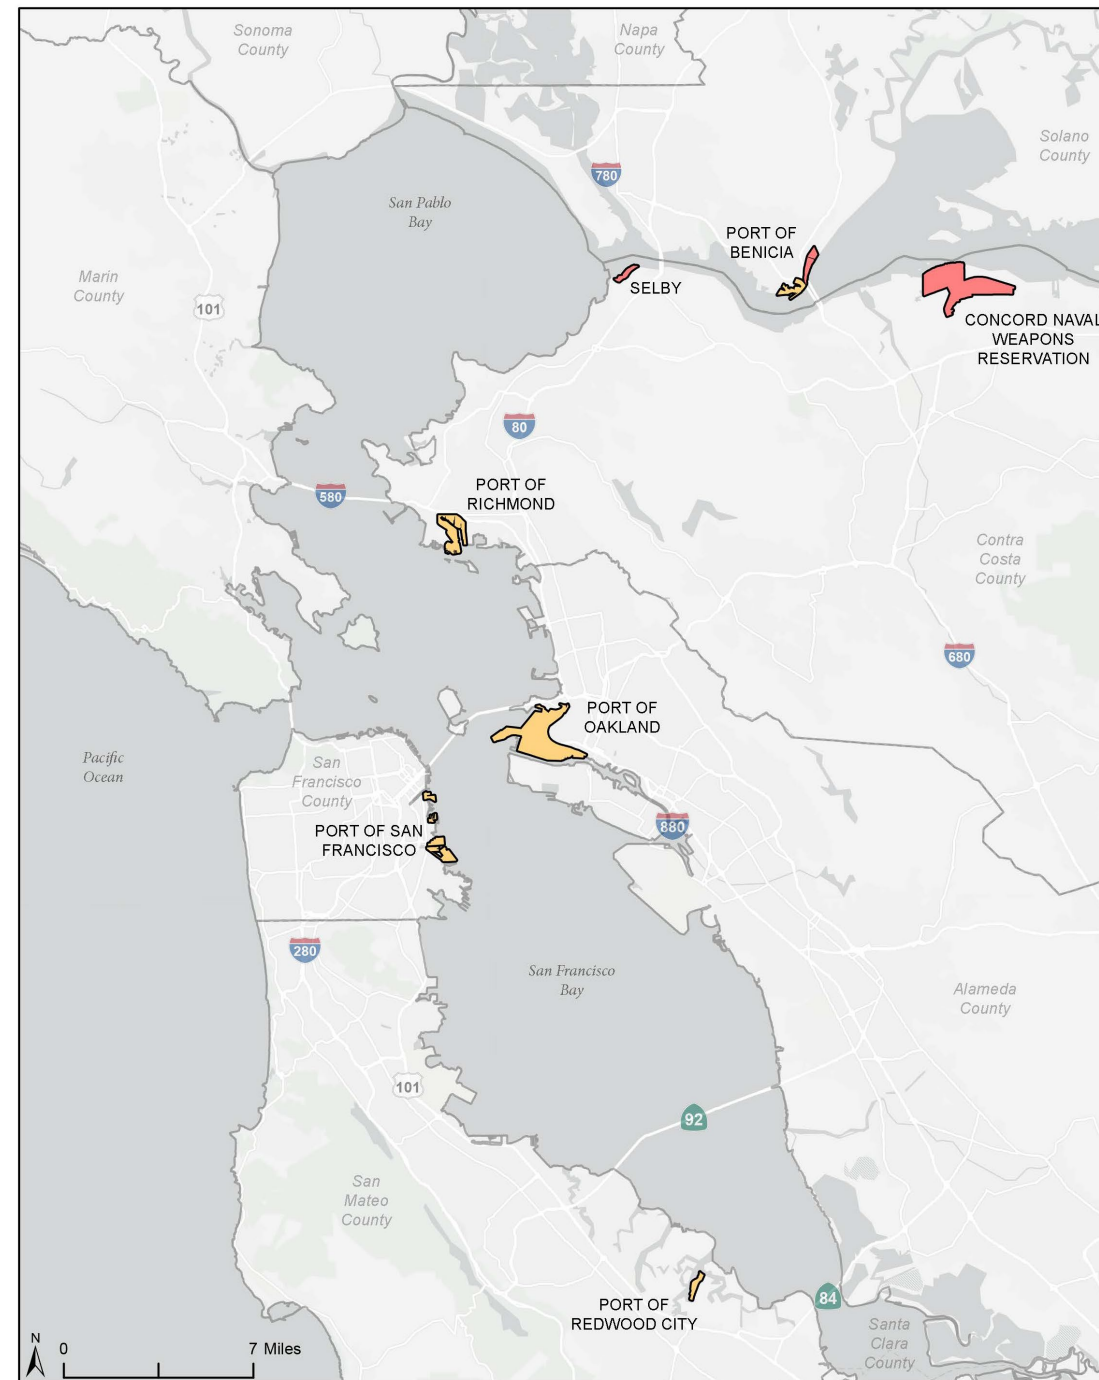 Sonoma
County
Napa
County
Solano
County
780
San Pablo
Bay
PORT OF
BENICIA
Marin
County
101
SELBY
CONCORD NAVAL
WEAPONS
RESERVATION
80
PORT OF
RICHMOND
580
Contra
Costa
County
680
PORT OF
OAKLAND
Pacific
Ocean
San
Francisco
County
PORT OF SAN
FRANCISCO
880
280
San Francisco
Bay
Alameda
County
101
92
San
Mateo
County
84
PORT OF
REDWOOD CITY
Santa
Clara
County
N
0
7 Miles